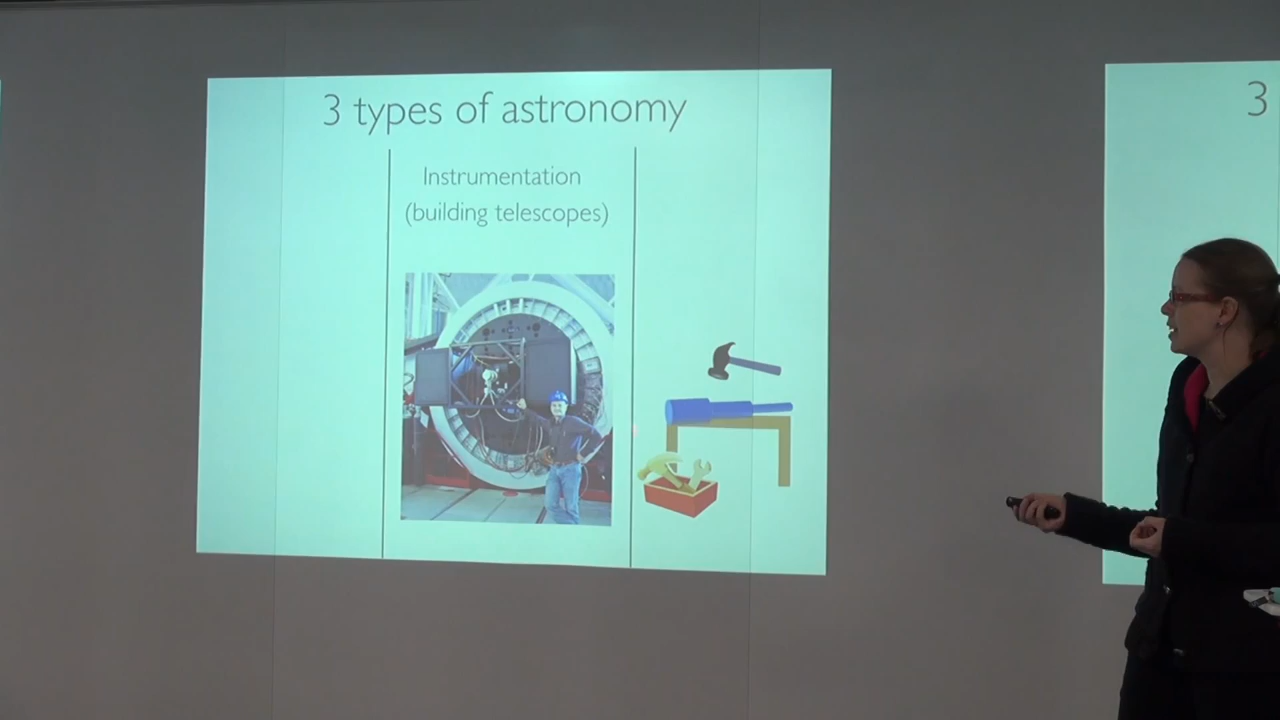 3 types of astronomy
Instrumentation
(building telescopes)
3